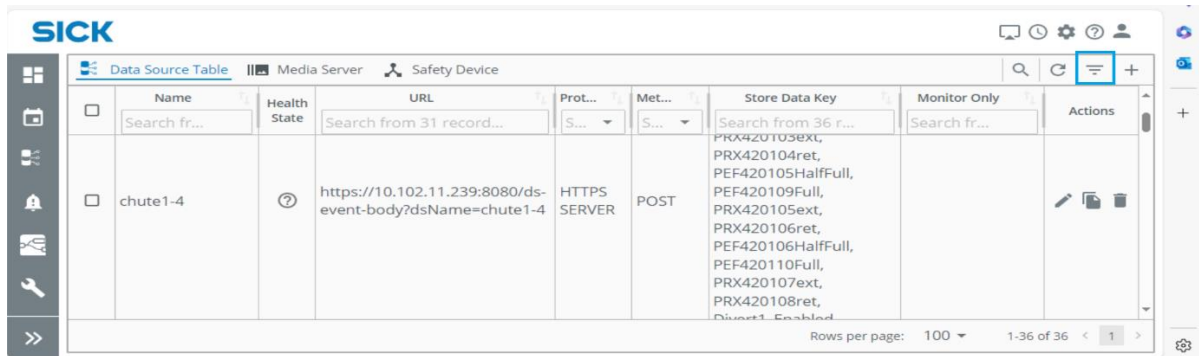 SICK
Data Source Table Media Server Safety Device
Name Health State URL Prot... Met... Store Data Key Monitor Only Actions
Search fr... Search from 31 record... S... S... Search from 36 r... Search fr...
PRX420103ext,
PRX420104ret,
PEF420105HalfFull,
PEF420109Full,
PRX420105ext,
PRX420106ret,
PEF420106HalfFull,
PEF420110Full,
PRX420107ext,
PRX420108ret,
Divert1_Enabled
chute1-4
https://10.102.11.239:8080/ds-
event-body?dsName=chute1-4
HTTPS
SERVER
POST
Rows per page: 100 1-36 of 36 < 1 >